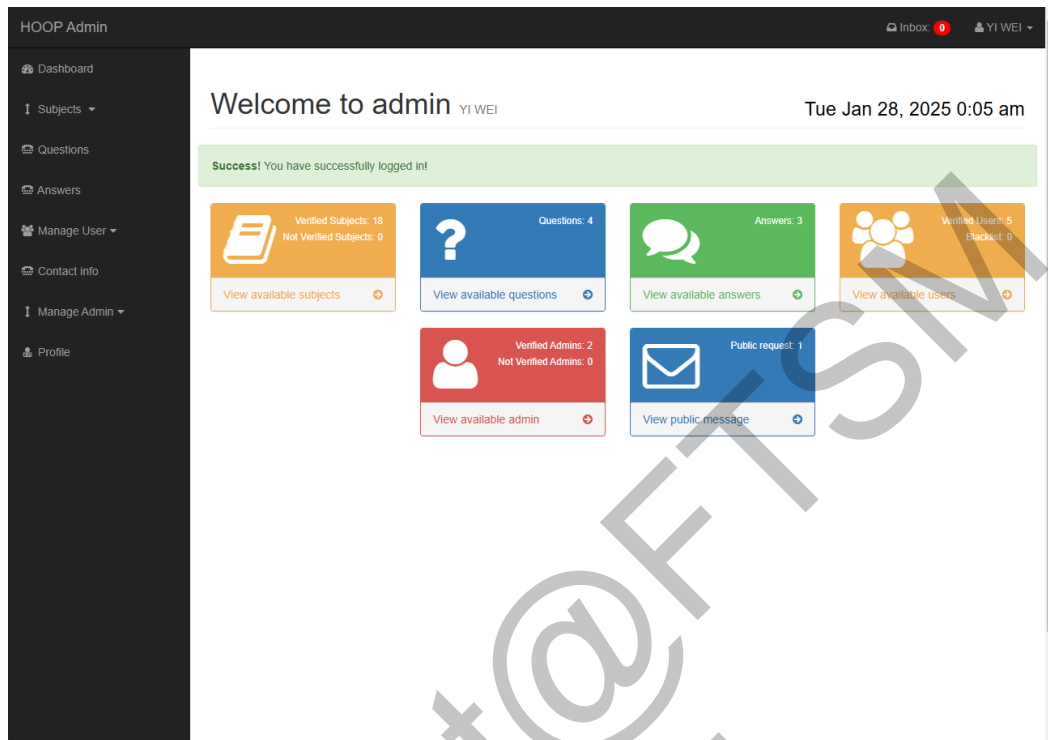 HOOP Admin
Inbox: 0
YI WEI
Dashboard
Subjects
Questions
Answers
Manage User
Contact info
Manage Admin
Profile
Welcome to admin YI WEI
Tue Jan 28, 2025 0:05 am
Success! You have successfully logged in!
Verified Subjects: 18
Not Verified Subjects: 0
View available subjects
Questions: 4
View available questions
Answers: 3
View available answers
Verified Users: 5
Blacklist: 0
View available users
Verified Admins: 2
Not Verified Admins: 0
View available admin
Public request: 1
View public message
t@FTSM